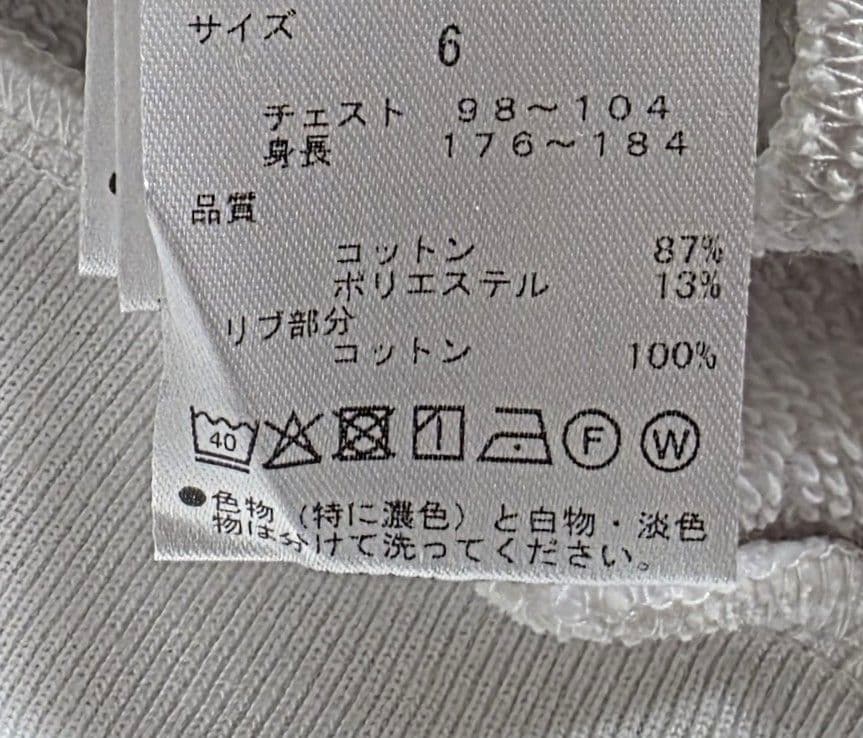 サイズ 6
チェスト 98～104
身長 176～184
品質
コットン 87%
ポリエステル 13%
リブ部分
コットン 100%
40 F W
●色物（特に濃色）と白物・淡色
物は分けて洗ってください。